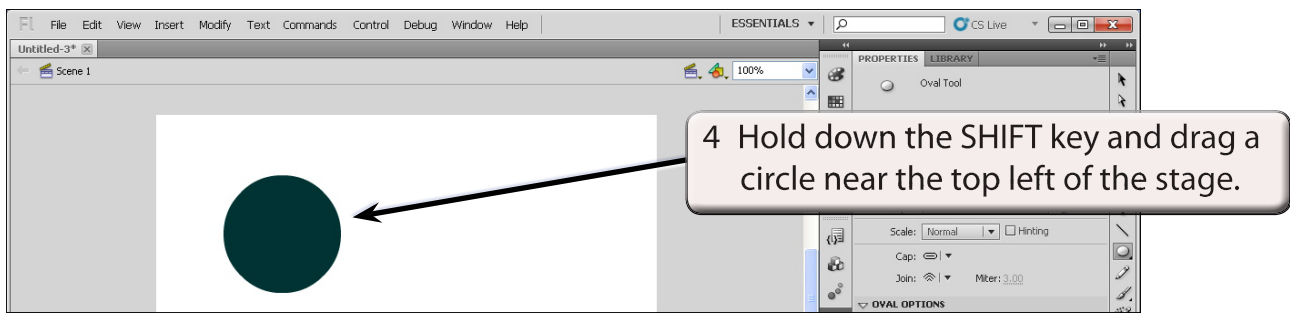 Fl File Edit View Insert Modify Text Commands Control Debug Window Help ESSENTIALS CS Live
Untitled-3*
Scene 1 100%
PROPERTIES LIBRARY
Oval Tool
4 Hold down the SHIFT key and drag a
circle near the top left of the stage.
Scale: Normal Hinting
Cap:
Join: Miter: 3.00
OVAL OPTIONS